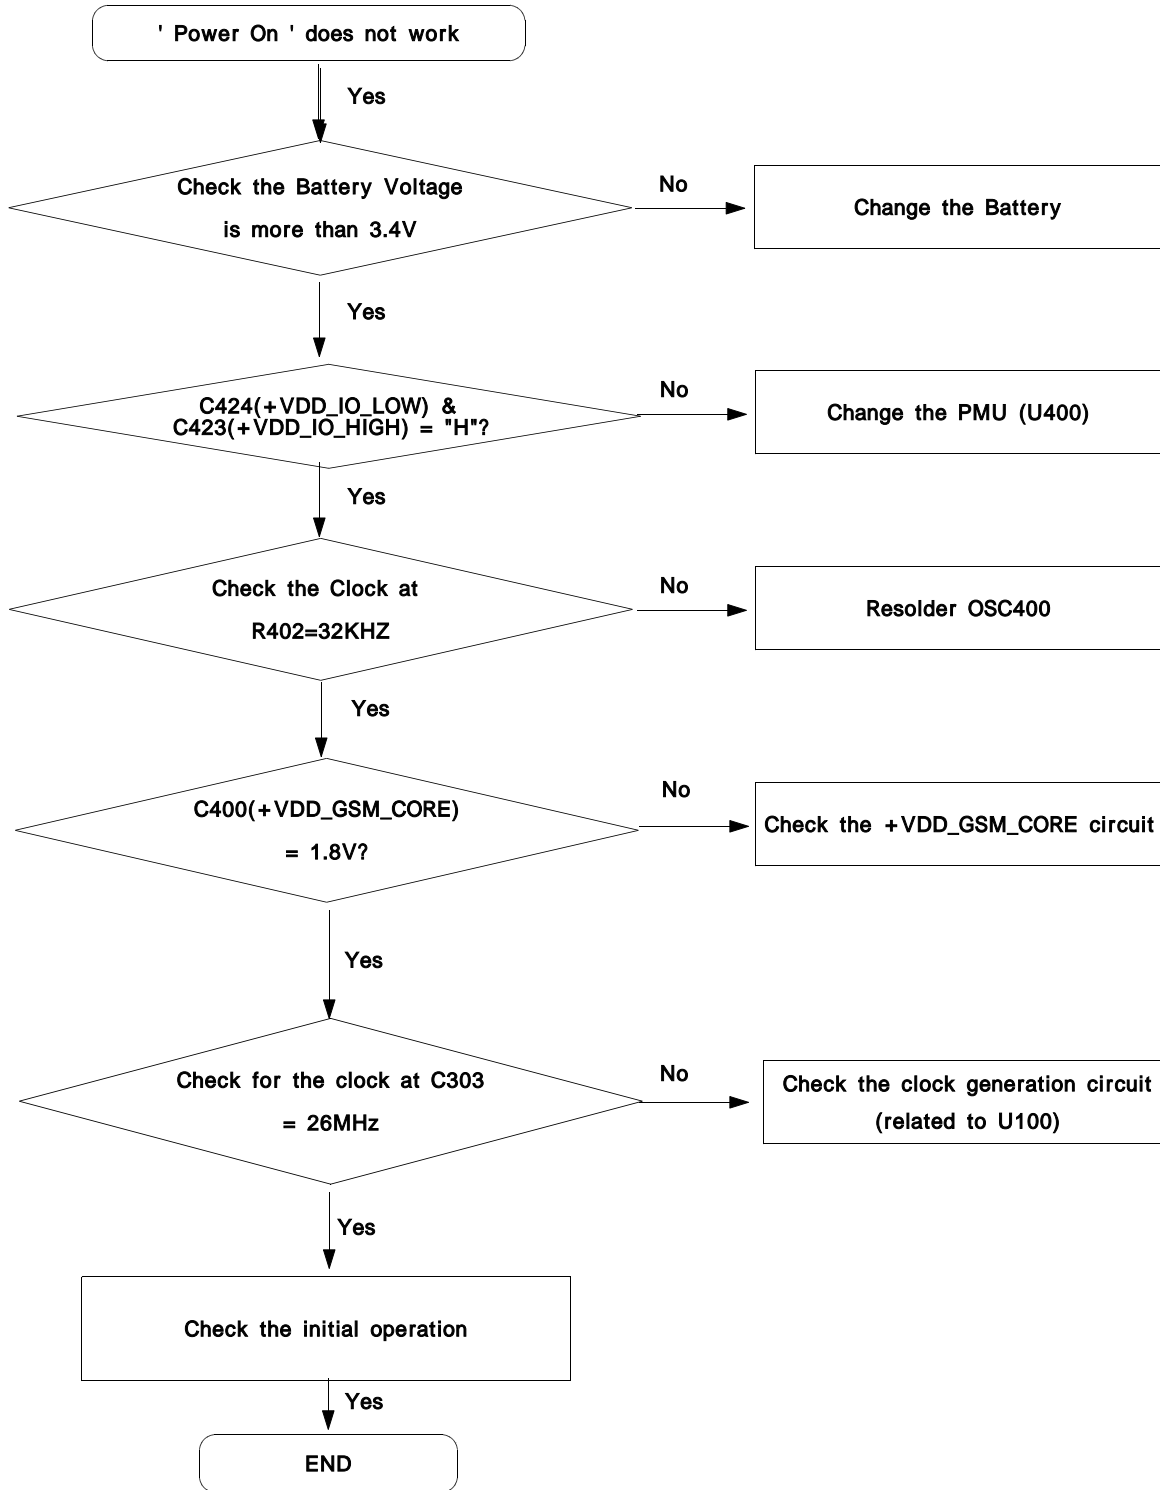 ' Power On ' does not work
Yes
Check the Battery Voltage
is more than 3.4V
No
Change the Battery
Yes
C424(+VDD_IO_LOW) &
C423(+VDD_IO_HIGH) = "H"?
No
Change the PMU (U400)
Yes
Check the Clock at
R402=32KHZ
No
Resolder OSC400
Yes
C400(+VDD_GSM_CORE)
= 1.8V?
No
Check the +VDD_GSM_CORE circuit
Yes
Check for the clock at C303
= 26MHz
No
Check the clock generation circuit
(related to U100)
Yes
Check the initial operation
Yes
END